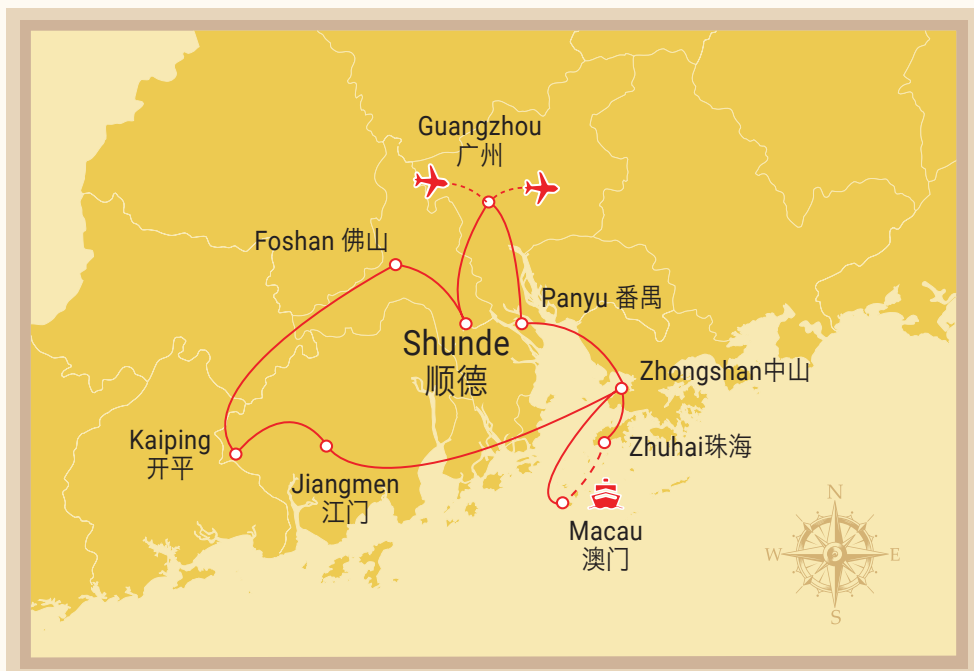 Guangzhou
广州
Foshan 佛山
Panyu 番禺
Shunde
顺德
Zhongshan中山
Kaiping
开平
Zhuhai珠海
Jiangmen
江门
Macau
澳门
N
W
E
S